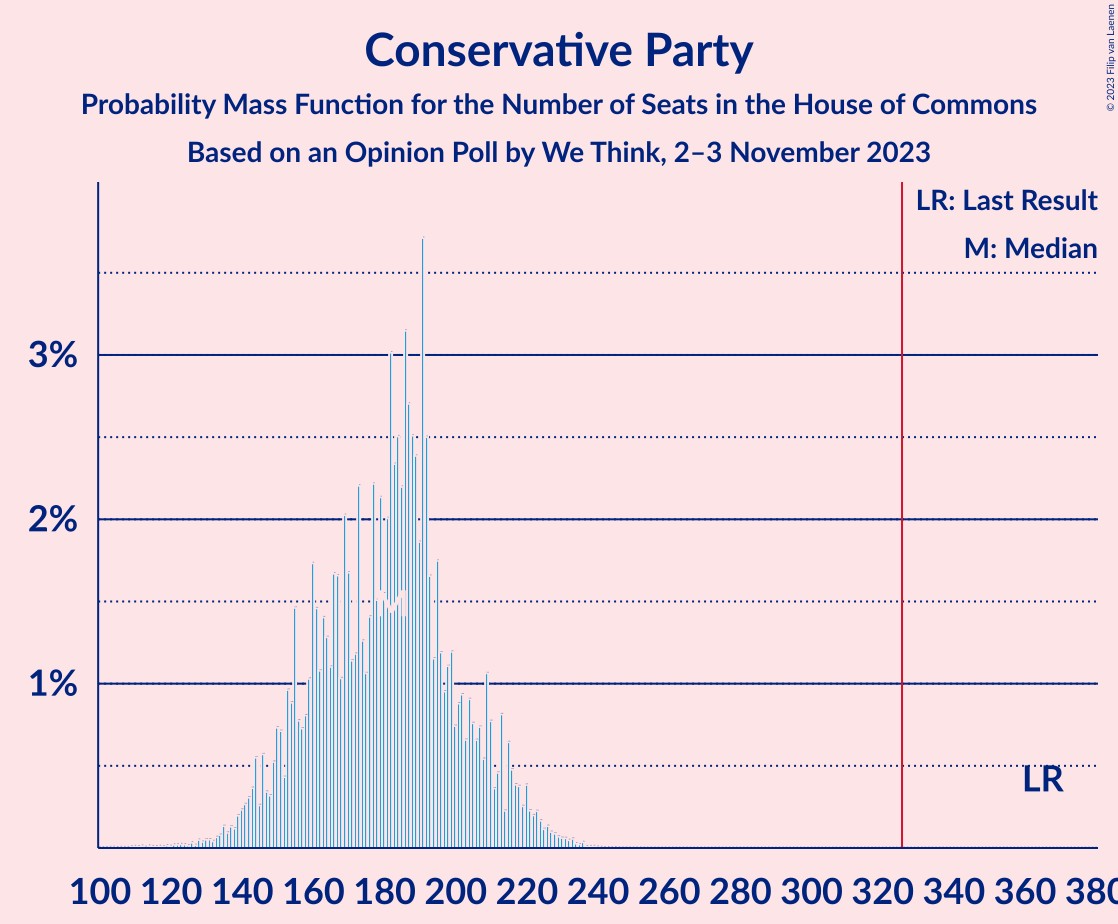 Conservative Party
Probability Mass Function for the Number of Seats in the House of Commons
Based on an Opinion Poll by We Think, 2–3 November 2023
© 2023 Filip van Laenen
LR: Last Result
M: Median
3%
2%
1%
M
LR
100 120 140 160 180 200 220 240 260 280 300 320 340 360 380